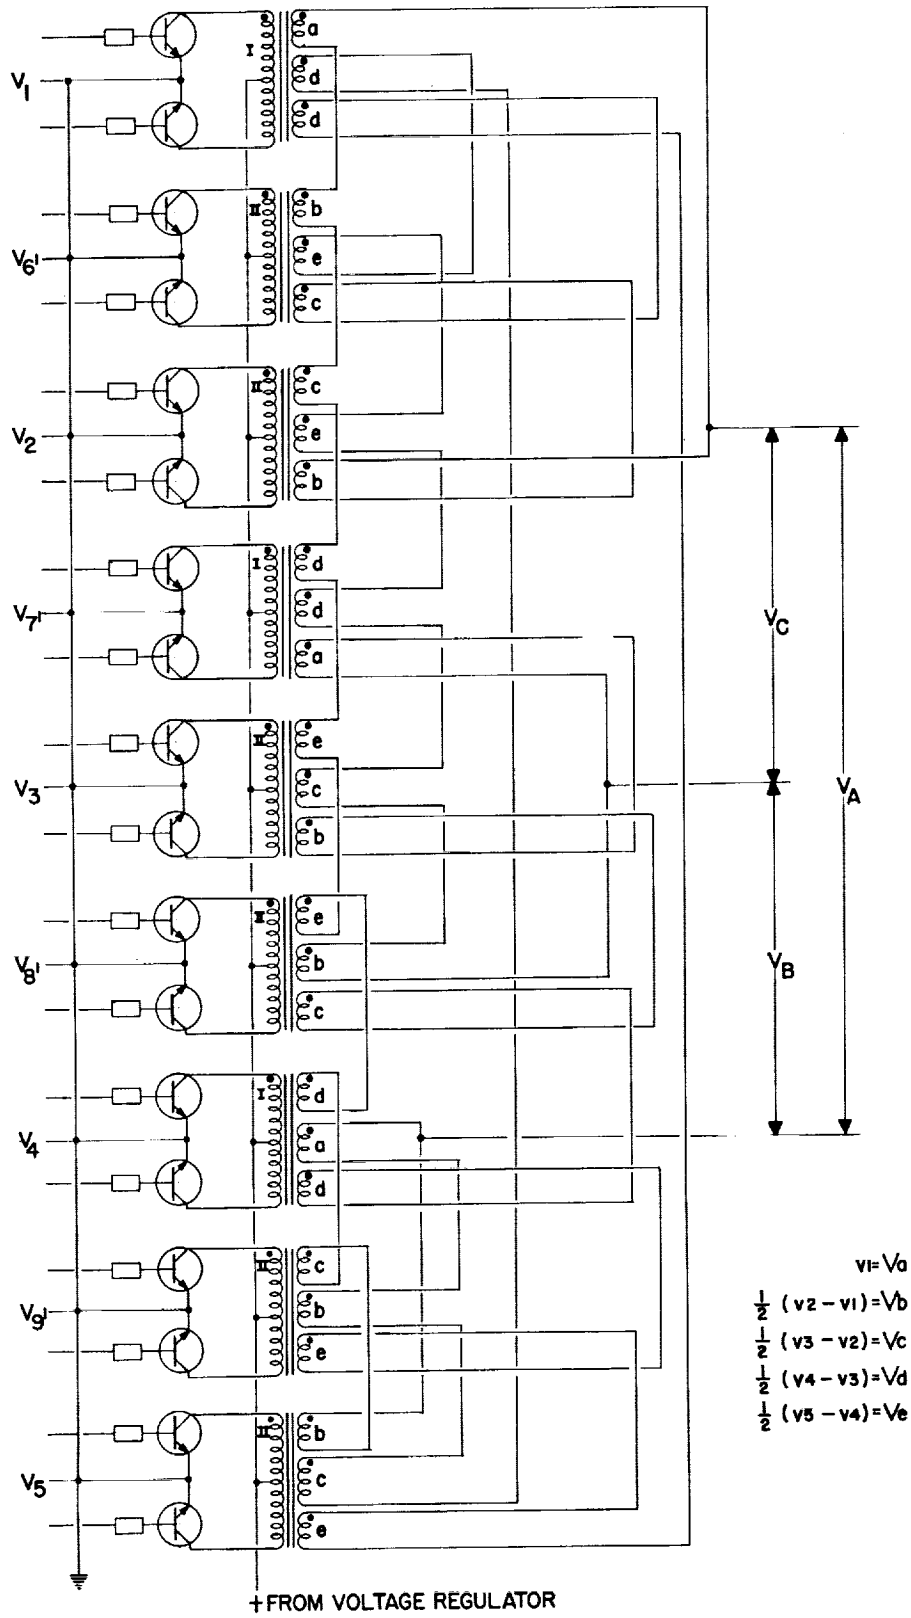 V1
I
a
d
d
V6'
II
b
e
c
V2
II
c
e
b
V7'
I
d
d
a
V3
II
e
c
b
V8'
II
e
b
c
V4
I
d
a
d
V9'
II
c
b
e
V5
II
b
c
e
VC
VA
VB
v1=Va
1/2 (v2-v1)=Vb
1/2 (v3-v2)=Vc
1/2 (v4-v3)=Vd
1/2 (v5-v4)=Ve
+FROM VOLTAGE REGULATOR